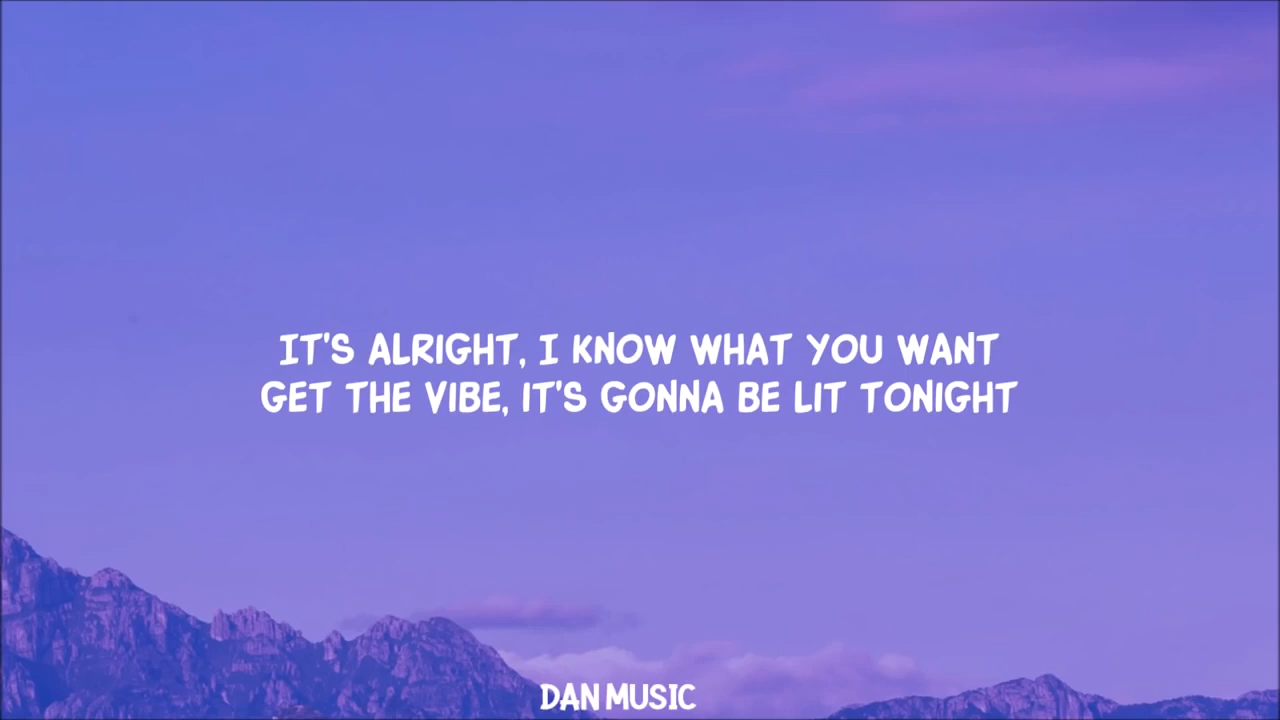 IT'S ALRIGHT, I KNOW WHAT YOU WANT
GET THE VIBE, IT'S GONNA BE LIT TONIGHT
DAN MUSIC